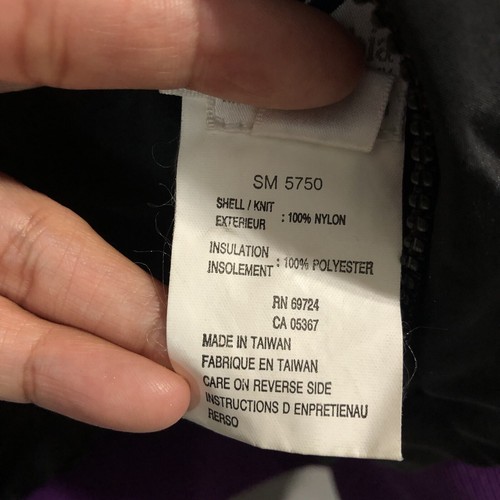 SM 5750
SHELL / KNIT
EXTERIEUR : 100% NYLON
INSULATION
INSOLEMENT : 100% POLYESTER
RN 69724
CA 05367
MADE IN TAIWAN
FABRIQUE EN TAIWAN
CARE ON REVERSE SIDE
INSTRUCTIONS D ENPRETIENAU
RERSO